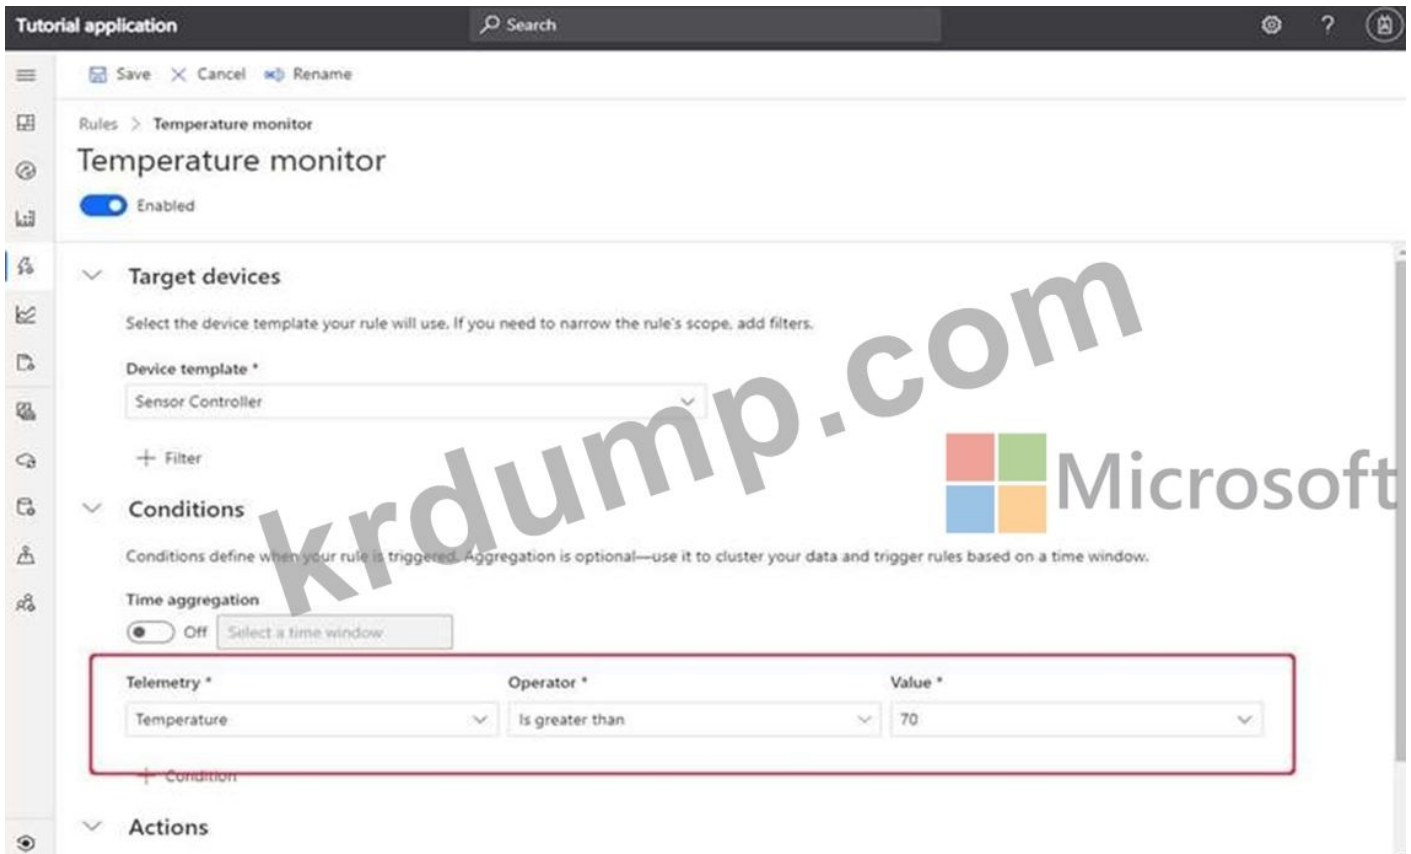 Tutorial application
Search
?
Save Cancel Rename
Rules > Temperature monitor
Temperature monitor
Enabled
Target devices
Select the device template your rule will use. If you need to narrow the rule's scope, add filters.
Device template *
Sensor Controller
+ Filter
krdump.com
Microsoft
Conditions
Conditions define when your rule is triggered. Aggregation is optional—use it to cluster your data and trigger rules based on a time window.
Time aggregation
Off Select a time window
Telemetry * Operator * Value *
Temperature Is greater than 70
+ Condition
Actions